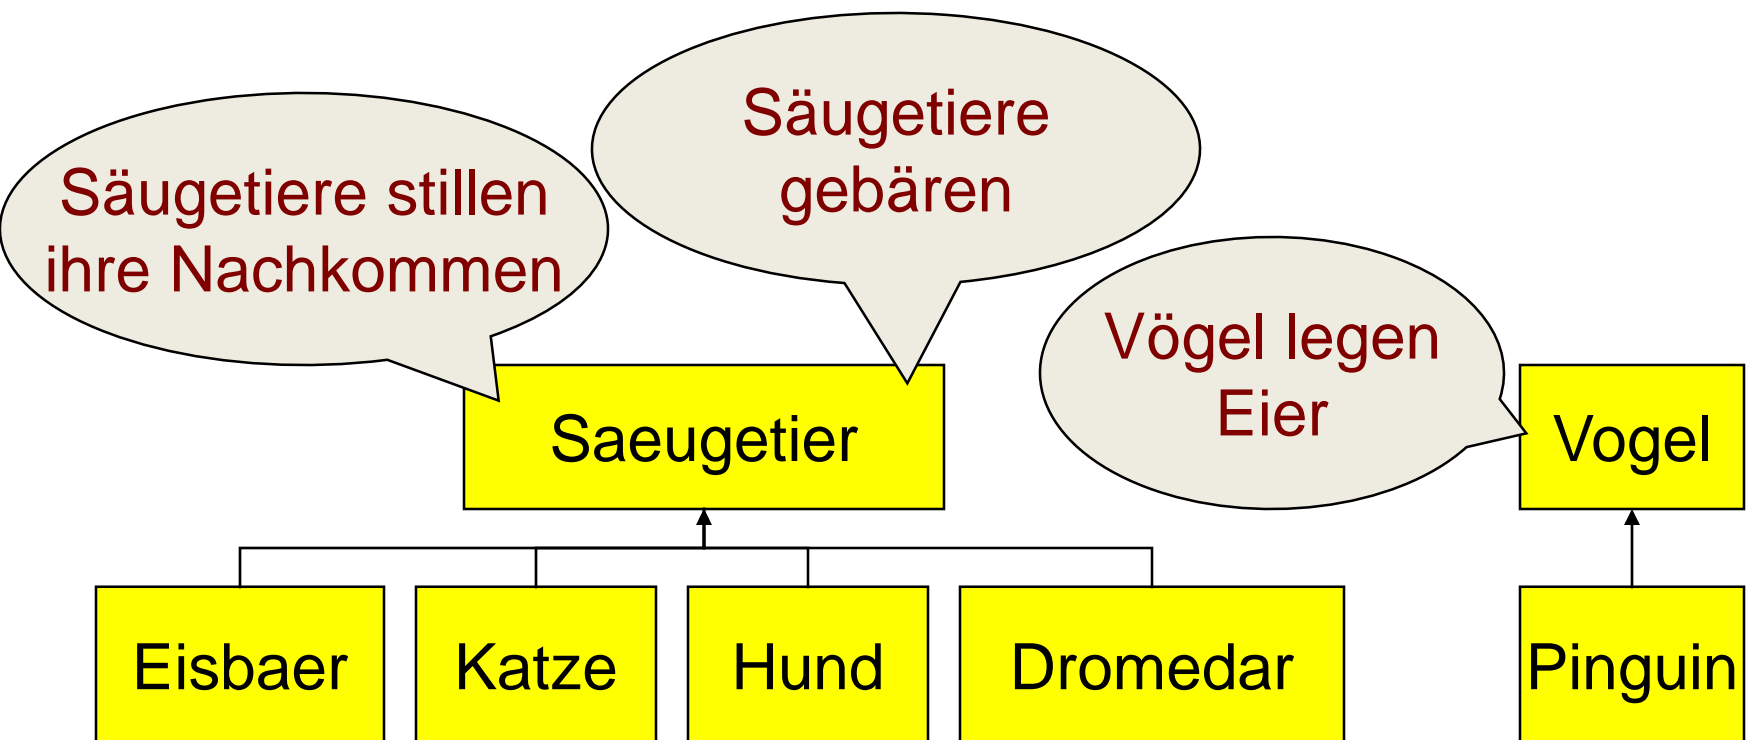 Säugetiere
gebären
Säugetiere stillen
ihre Nachkommen
Vögel legen
Eier
Saeugetier
Vogel
Eisbaer
Katze
Hund
Dromedar
Pinguin